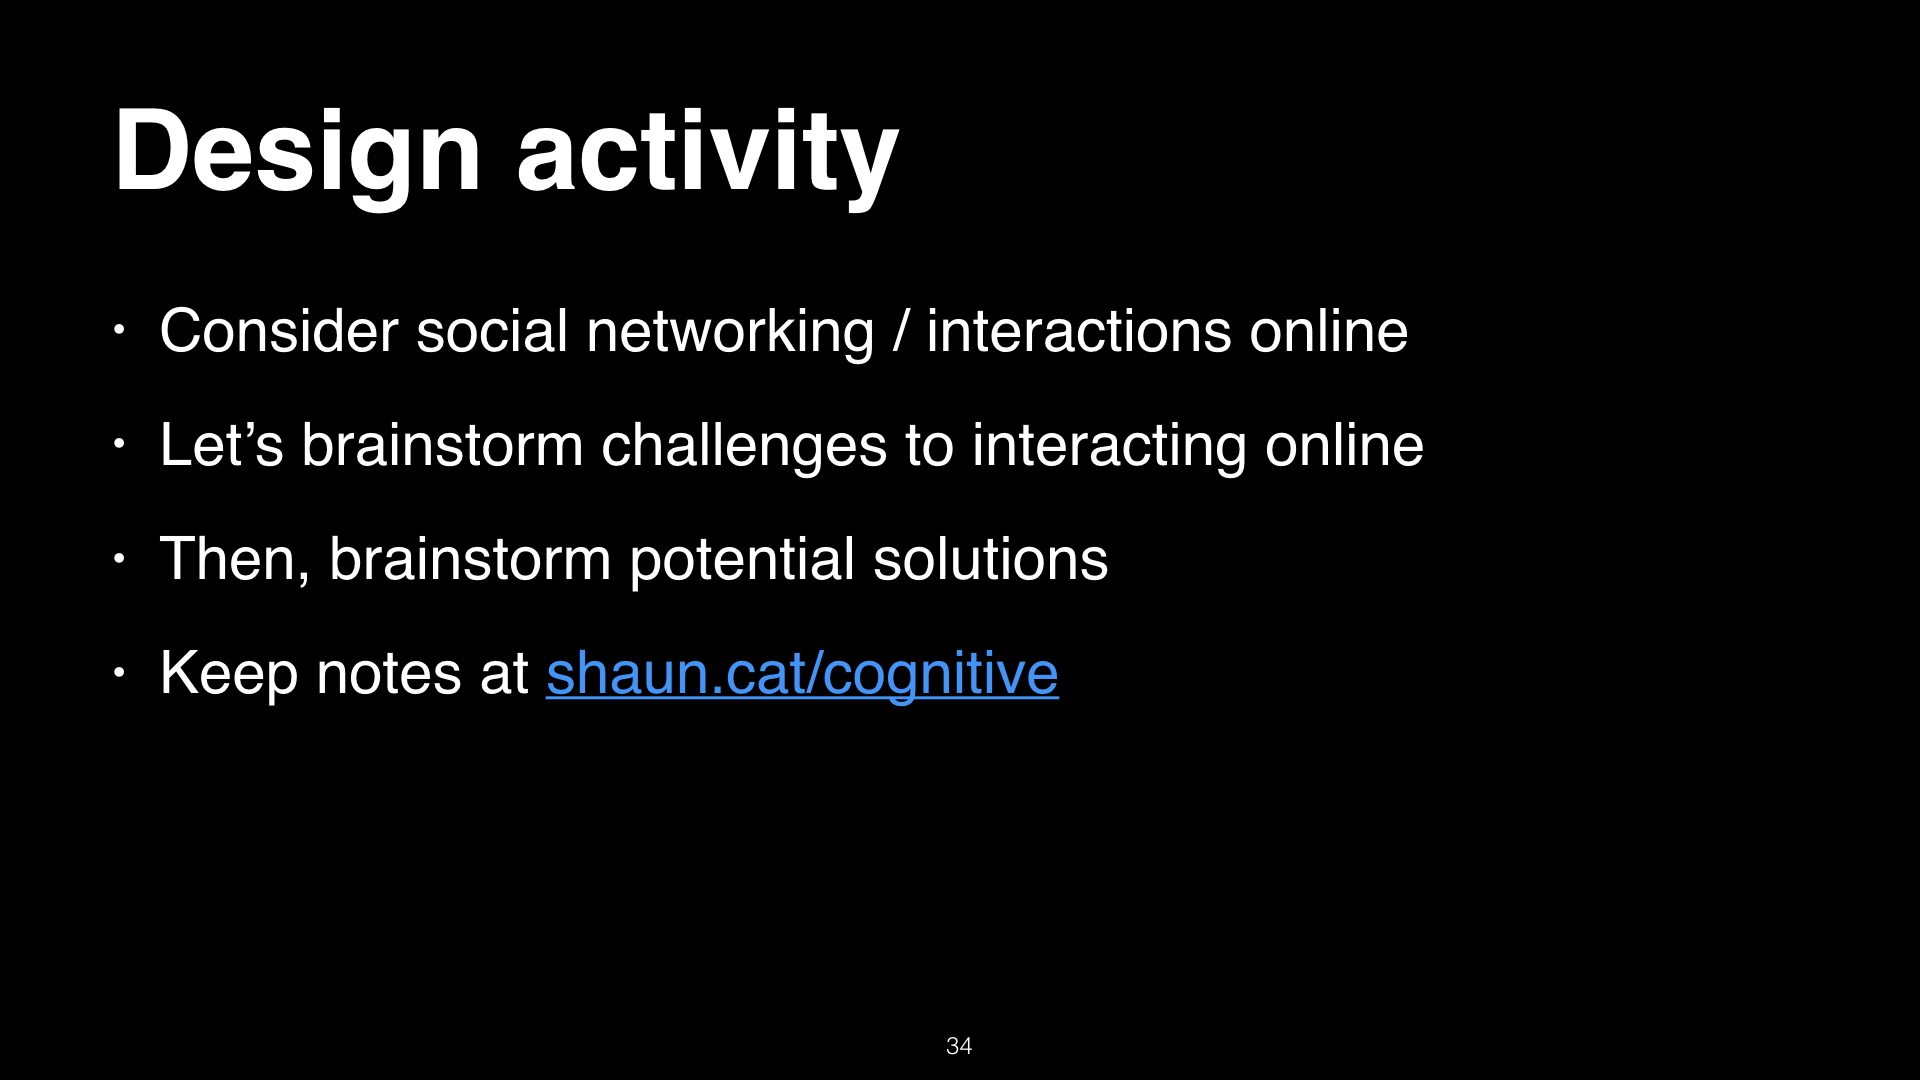 Design activity
• Consider social networking / interactions online
• Let’s brainstorm challenges to interacting online
• Then, brainstorm potential solutions
• Keep notes at shaun.cat/cognitive
34